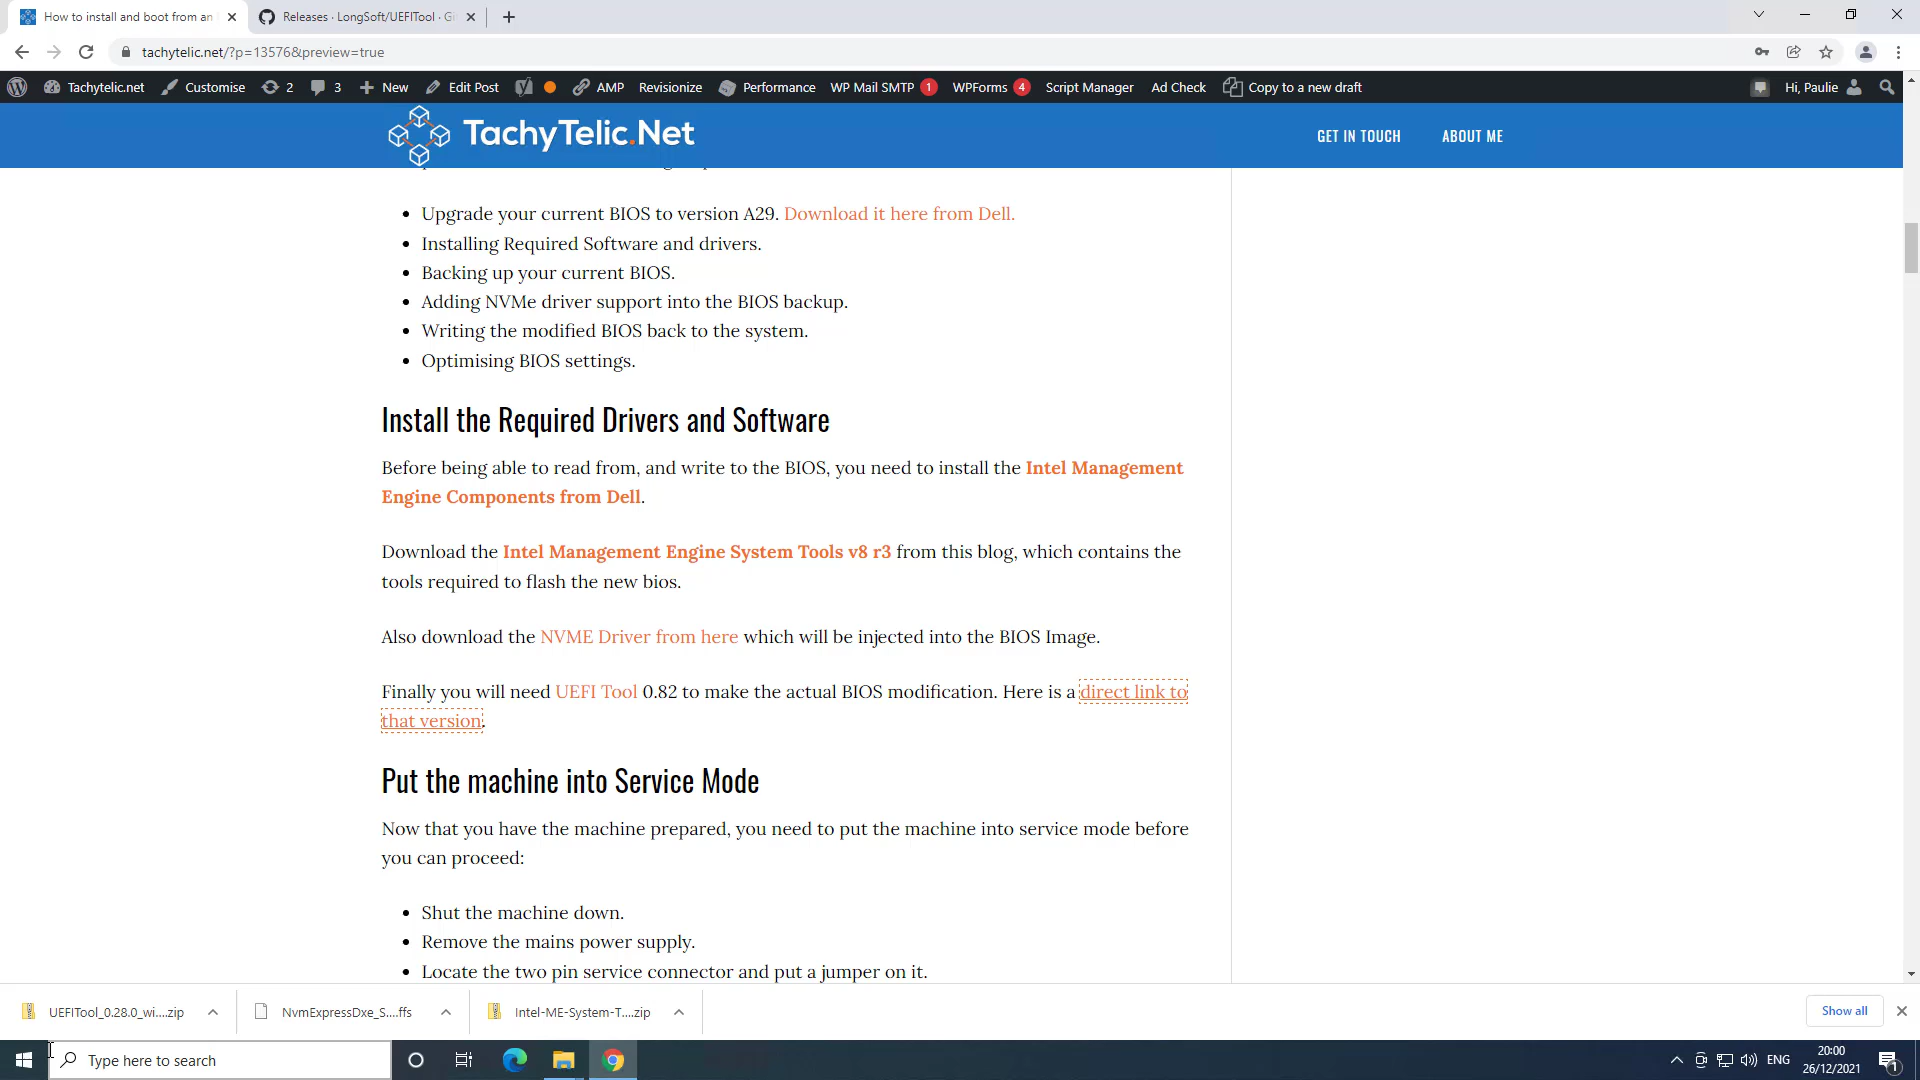 How to install and boot from an
Releases · LongSoft/UEFITool · Gi
tachytelic.net/?p=13576&preview=true
Tachytelic.net
Customise
2
3
New
Edit Post
AMP
Revisionize
Performance
WP Mail SMTP 1
WPForms 4
Script Manager
Ad Check
Copy to a new draft
Hi, Paulie
TachyTelic.Net
GET IN TOUCH
ABOUT ME
• Upgrade your current BIOS to version A29. Download it here from Dell.
• Installing Required Software and drivers.
• Backing up your current BIOS.
• Adding NVMe driver support into the BIOS backup.
• Writing the modified BIOS back to the system.
• Optimising BIOS settings.
Install the Required Drivers and Software
Before being able to read from, and write to the BIOS, you need to install the Intel Management
Engine Components from Dell.
Download the Intel Management Engine System Tools v8 r3 from this blog, which contains the
tools required to flash the new bios.
Also download the NVME Driver from here which will be injected into the BIOS Image.
Finally you will need UEFI Tool 0.82 to make the actual BIOS modification. Here is a direct link to
that version.
Put the machine into Service Mode
Now that you have the machine prepared, you need to put the machine into service mode before
you can proceed:
• Shut the machine down.
• Remove the mains power supply.
• Locate the two pin service connector and put a jumper on it.
UEFITool_0.28.0_wi....zip
NvmExpressDxe_S....ffs
Intel-ME-System-T....zip
Show all
Type here to search
ENG
20:00
26/12/2021
1